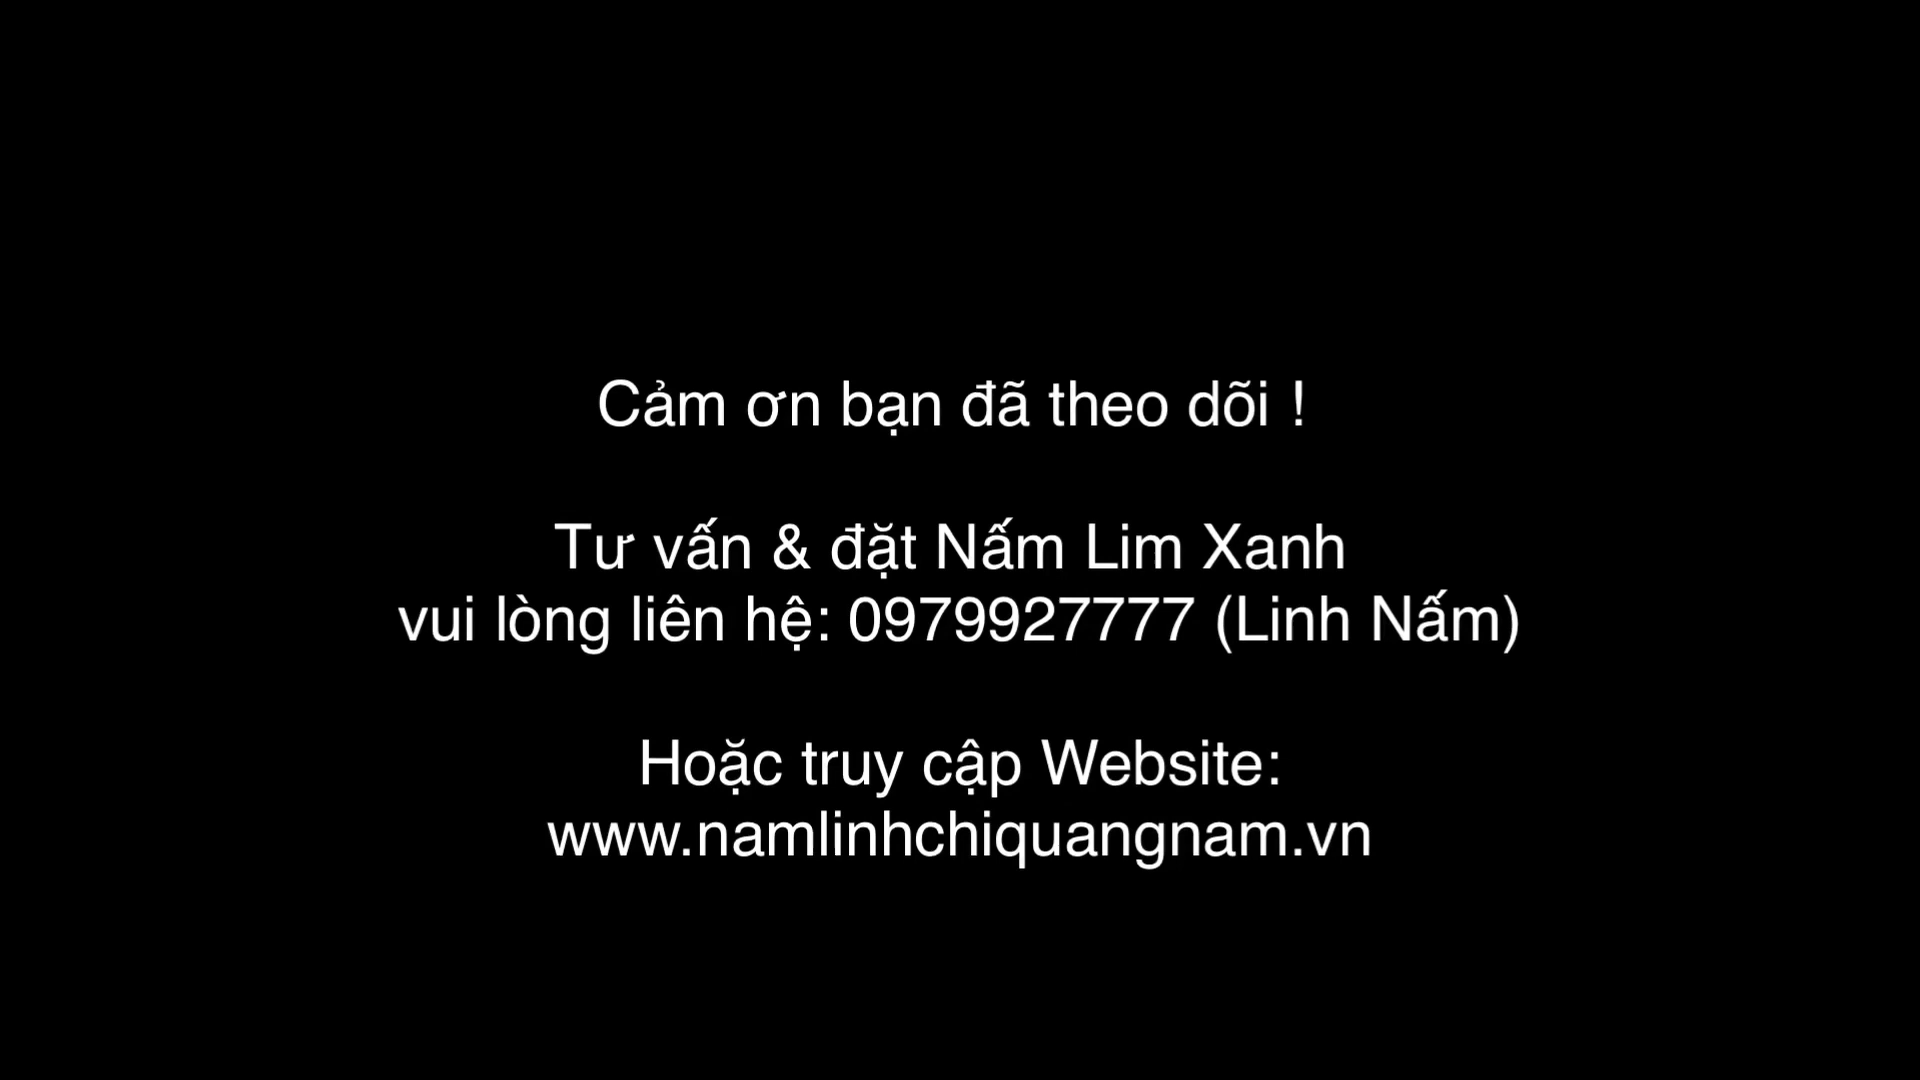 Cảm ơn bạn đã theo dõi !
Tư vấn & đặt Nấm Lim Xanh
vui lòng liên hệ: 0979927777 (Linh Nấm)
Hoặc truy cập Website:
www.namlinhchiquangnam.vn